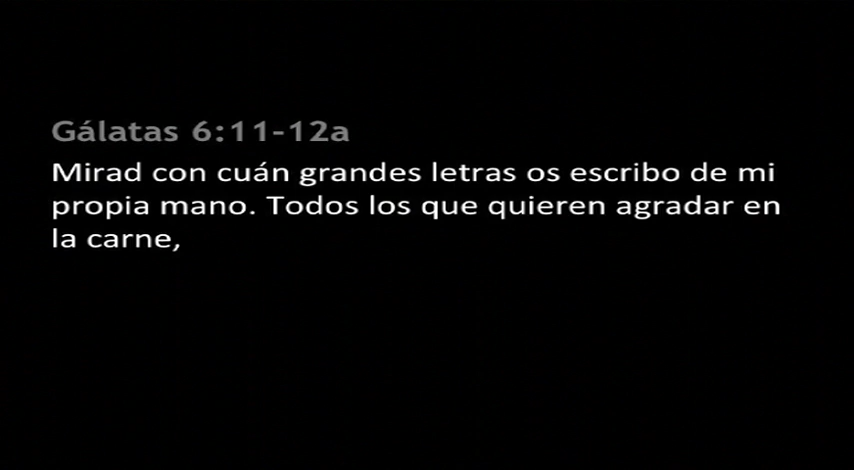 Gálatas 6:11-12a
Mirad con cuán grandes letras os escribo de mi
propia mano. Todos los que quieren agradar en
la carne,